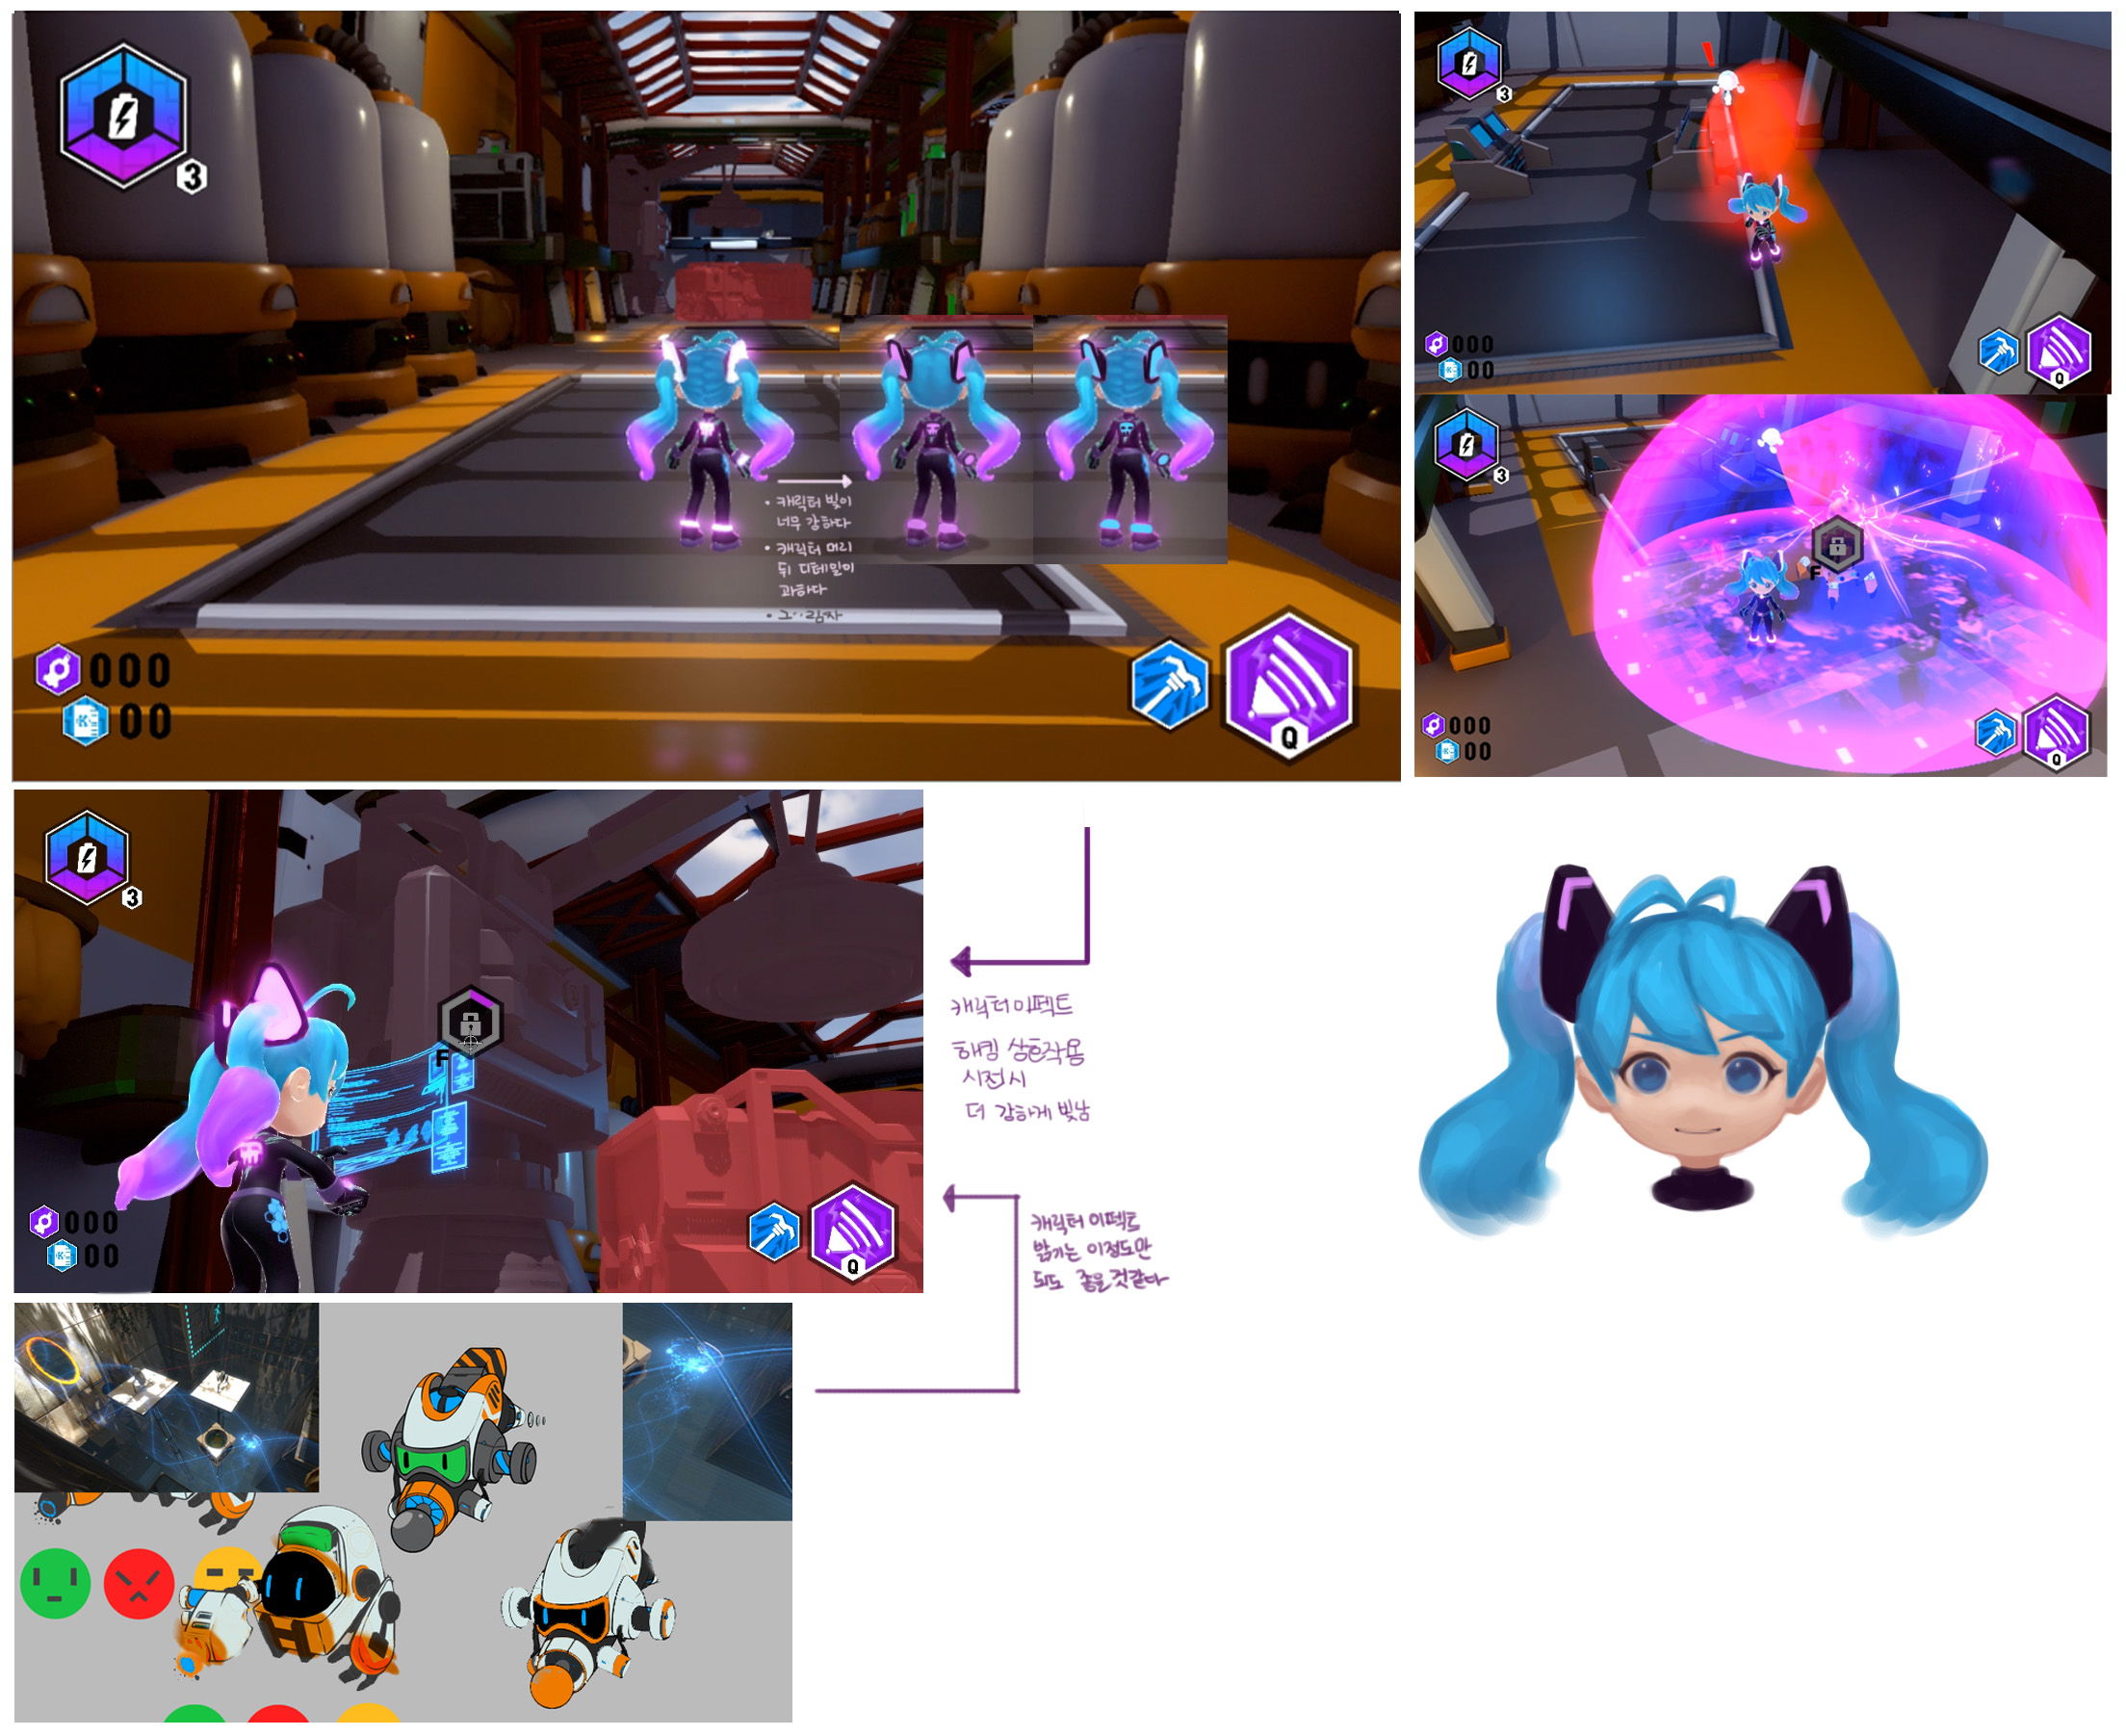 3
• 캐릭터 빛이
너무 강하다
• 캐릭터 머리
뒤 디테일이
과하다
• 그림자
000
00
Q
3
000
00
Q
3
F
000
00
Q
3
F
000
00
Q
캐릭터 이펙트
해킹 상호작용
시전시
더 강하게 빛남
캐릭터 이펙트
밝기는 이정도만
되도 좋을것같다